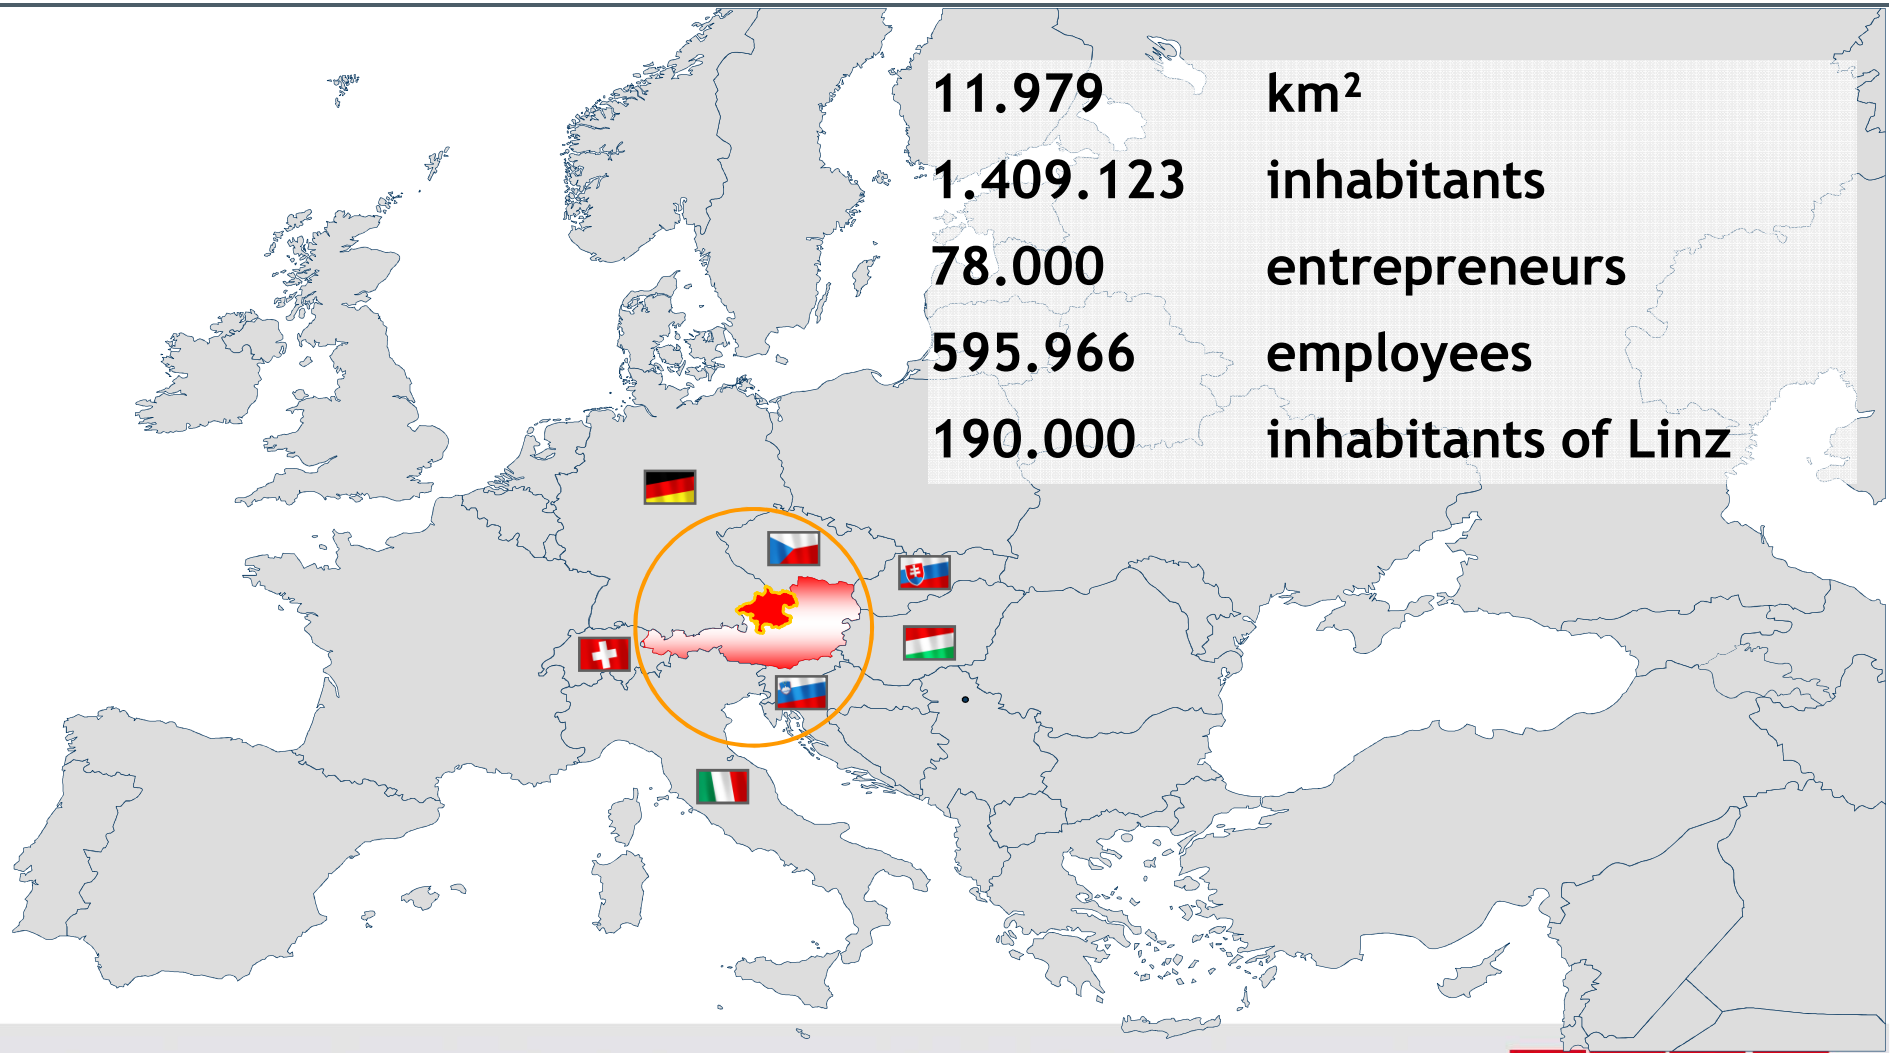 11.979 km²
1.409.123 inhabitants
78.000 entrepreneurs
595.966 employees
190.000 inhabitants of Linz